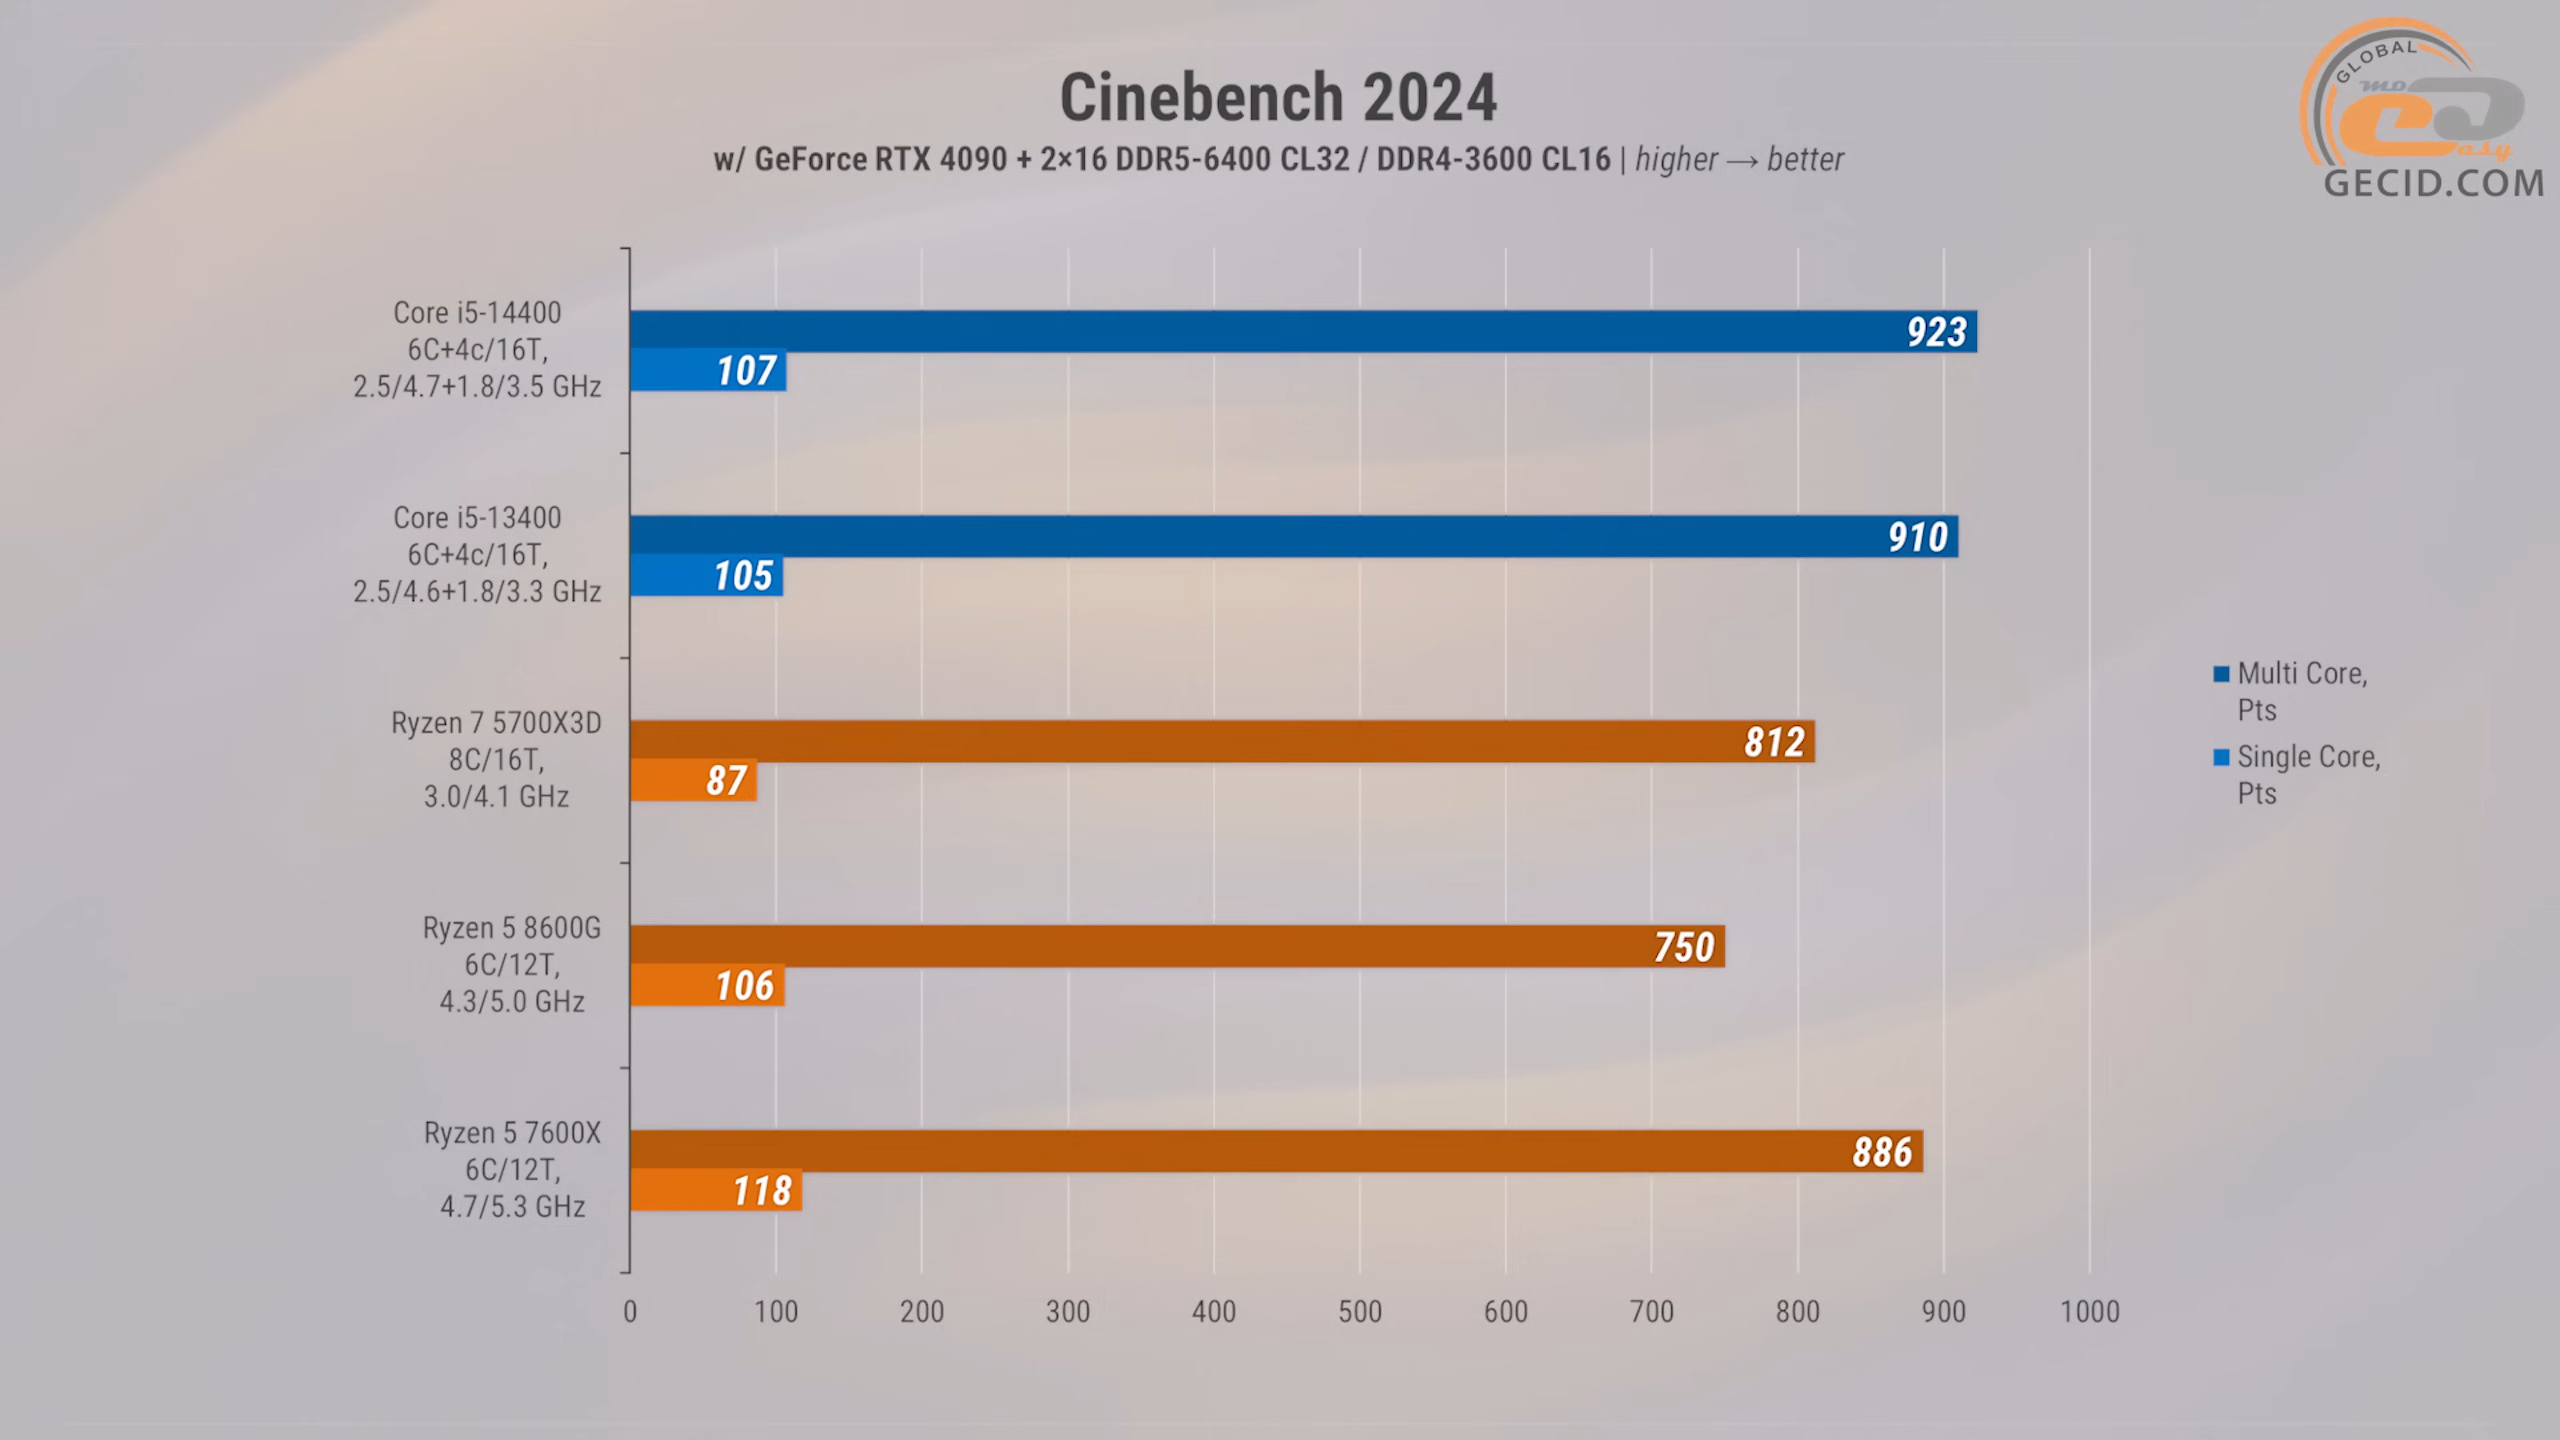 Cinebench 2024
w/ GeForce RTX 4090 + 2×16 DDR5-6400 CL32 / DDR4-3600 CL16 | higher → better
GLOBAL
mo
easy
GECID.COM
Core i5-14400
6C+4c/16T,
2.5/4.7+1.8/3.5 GHz
923
107
Core i5-13400
6C+4c/16T,
2.5/4.6+1.8/3.3 GHz
910
105
Ryzen 7 5700X3D
8C/16T,
3.0/4.1 GHz
812
87
Ryzen 5 8600G
6C/12T,
4.3/5.0 GHz
750
106
Ryzen 5 7600X
6C/12T,
4.7/5.3 GHz
886
118
Multi Core,
Pts
Single Core,
Pts
0 100 200 300 400 500 600 700 800 900 1000